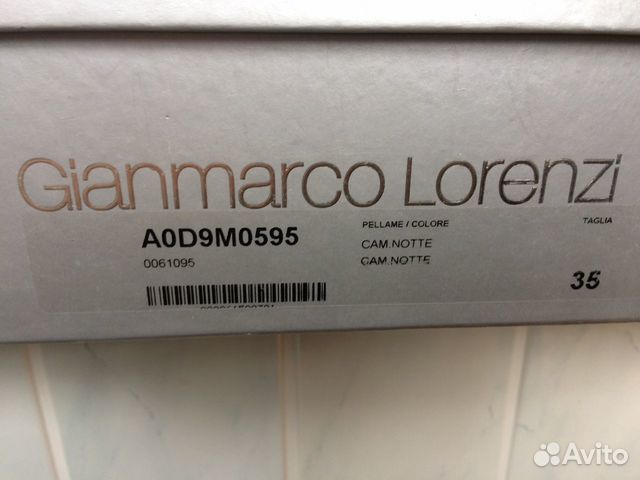 Gianmarco Lorenzi
A0D9M0595
0061095
PELLAME / COLORE
CAM.NOTTE
CAM.NOTTE
TAGLIA
35
Avito